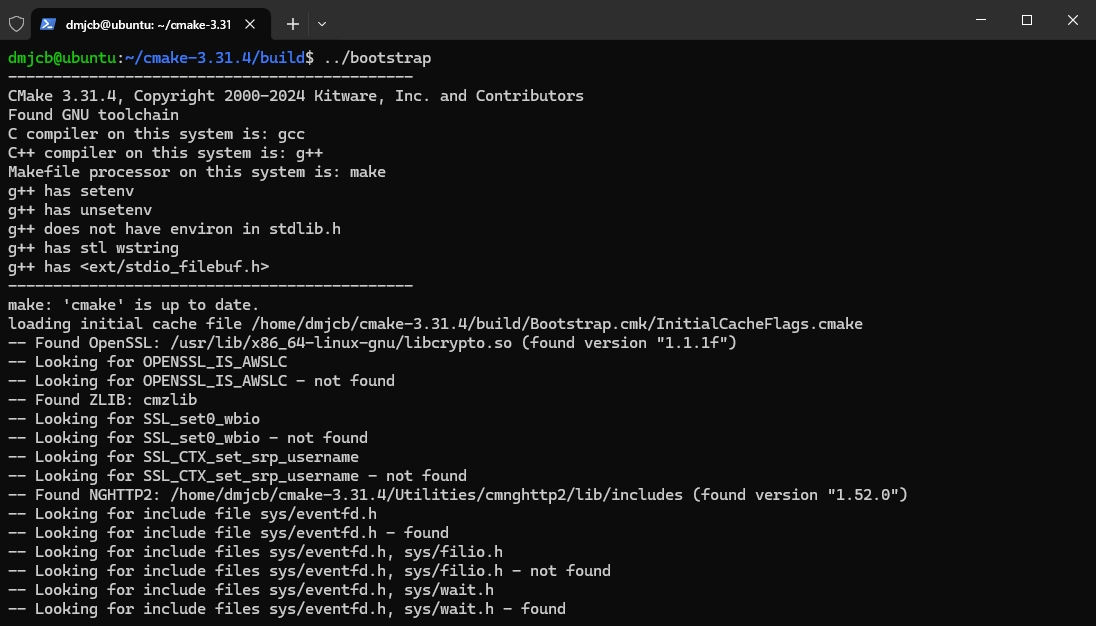 dmjcb@ubuntu: ~/cmake-3.31
dmjcb@ubuntu:~/cmake-3.31.4/build$ ../bootstrap
---------------------------------------------
CMake 3.31.4, Copyright 2000-2024 Kitware, Inc. and Contributors
Found GNU toolchain
C compiler on this system is: gcc
C++ compiler on this system is: g++
Makefile processor on this system is: make
g++ has setenv
g++ has unsetenv
g++ does not have environ in stdlib.h
g++ has stl wstring
g++ has <ext/stdio_filebuf.h>
---------------------------------------------
make: 'cmake' is up to date.
loading initial cache file /home/dmjcb/cmake-3.31.4/build/Bootstrap.cmk/InitialCacheFlags.cmake
-- Found OpenSSL: /usr/lib/x86_64-linux-gnu/libcrypto.so (found version "1.1.1f")
-- Looking for OPENSSL_IS_AWSLC
-- Looking for OPENSSL_IS_AWSLC - not found
-- Found ZLIB: cmzlib
-- Looking for SSL_set0_wbio
-- Looking for SSL_set0_wbio - not found
-- Looking for SSL_CTX_set_srp_username
-- Looking for SSL_CTX_set_srp_username - not found
-- Found NGHTTP2: /home/dmjcb/cmake-3.31.4/Utilities/cmnghttp2/lib/includes (found version "1.52.0")
-- Looking for include file sys/eventfd.h
-- Looking for include file sys/eventfd.h - found
-- Looking for include files sys/eventfd.h, sys/filio.h
-- Looking for include files sys/eventfd.h, sys/filio.h - not found
-- Looking for include files sys/eventfd.h, sys/wait.h
-- Looking for include files sys/eventfd.h, sys/wait.h - found